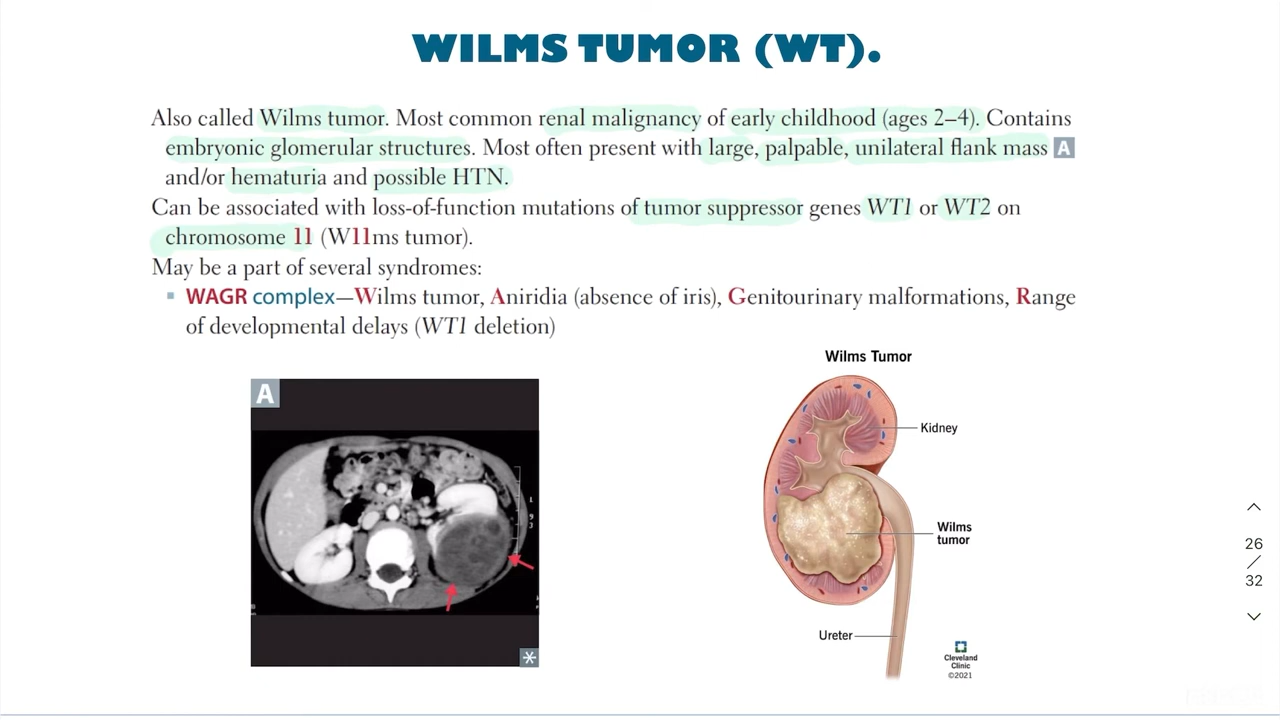 WILMS TUMOR (WT).
Also called Wilms tumor. Most common renal malignancy of early childhood (ages 2–4). Contains
embryonic glomerular structures. Most often present with large, palpable, unilateral flank mass A
and/or hematuria and possible HTN.
Can be associated with loss-of-function mutations of tumor suppressor genes WT1 or WT2 on
chromosome 11 (W11ms tumor).
May be a part of several syndromes:
▪ WAGR complex—Wilms tumor, Aniridia (absence of iris), Genitourinary malformations, Range
of developmental delays (WT1 deletion)
A
Wilms Tumor
Kidney
Wilms
tumor
Ureter
Cleveland
Clinic
©2021
26
/
32